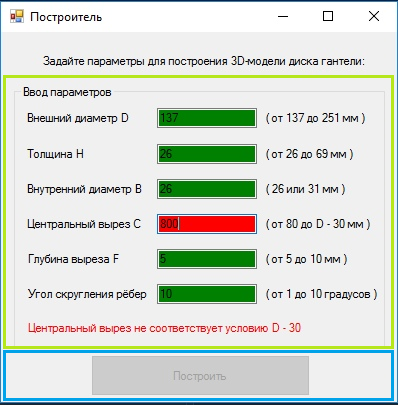 Построитель
Задайте параметры для построения 3D-модели диска гантели:
Ввод параметров
Внешний диаметр D 137 ( от 137 до 251 мм )
Толщина H 26 ( от 26 до 69 мм )
Внутренний диаметр B 26 ( 26 или 31 мм )
Центральный вырез C 800 ( от 80 до D - 30 мм )
Глубина выреза F 5 ( от 5 до 10 мм )
Угол скругления рёбер 10 ( от 1 до 10 градусов )
Центральный вырез не соответствует условию D - 30
Построить